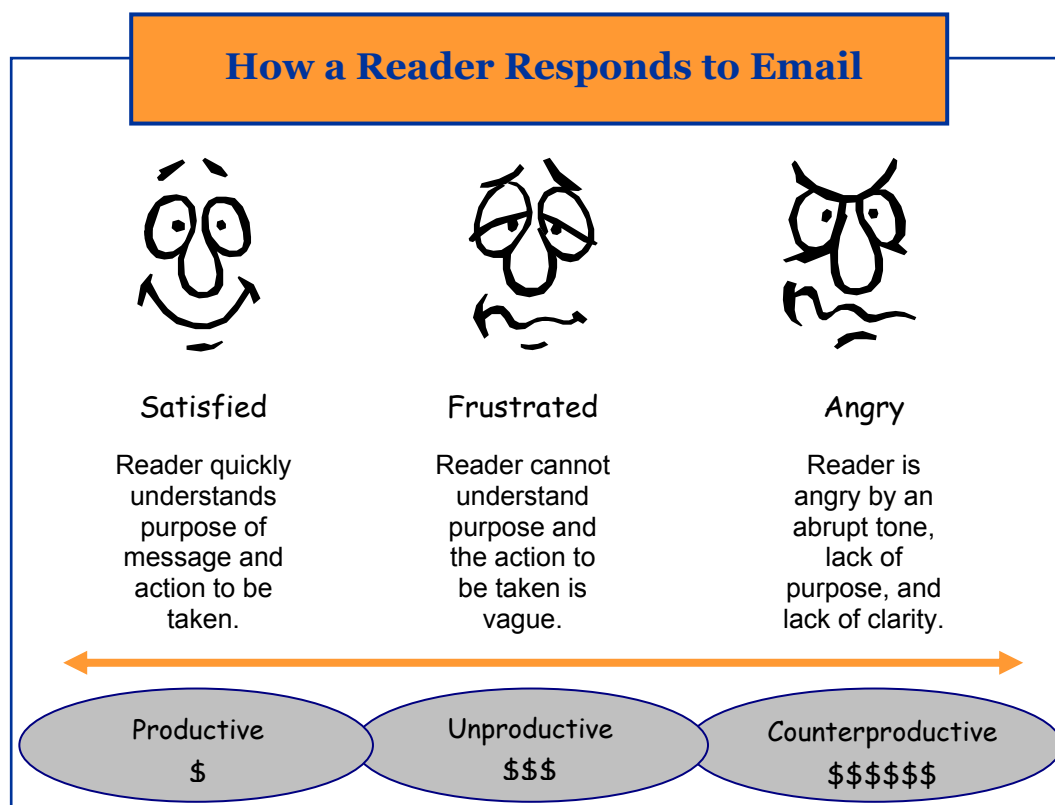 How a Reader Responds to Email
Satisfied
Reader quickly
understands
purpose of
message and
action to be
taken.
Frustrated
Reader cannot
understand
purpose and
the action to
be taken is
vague.
Angry
Reader is
angry by an
abrupt tone,
lack of
purpose, and
lack of clarity.
Productive
$
Unproductive
$$$
Counterproductive
$$$$$$